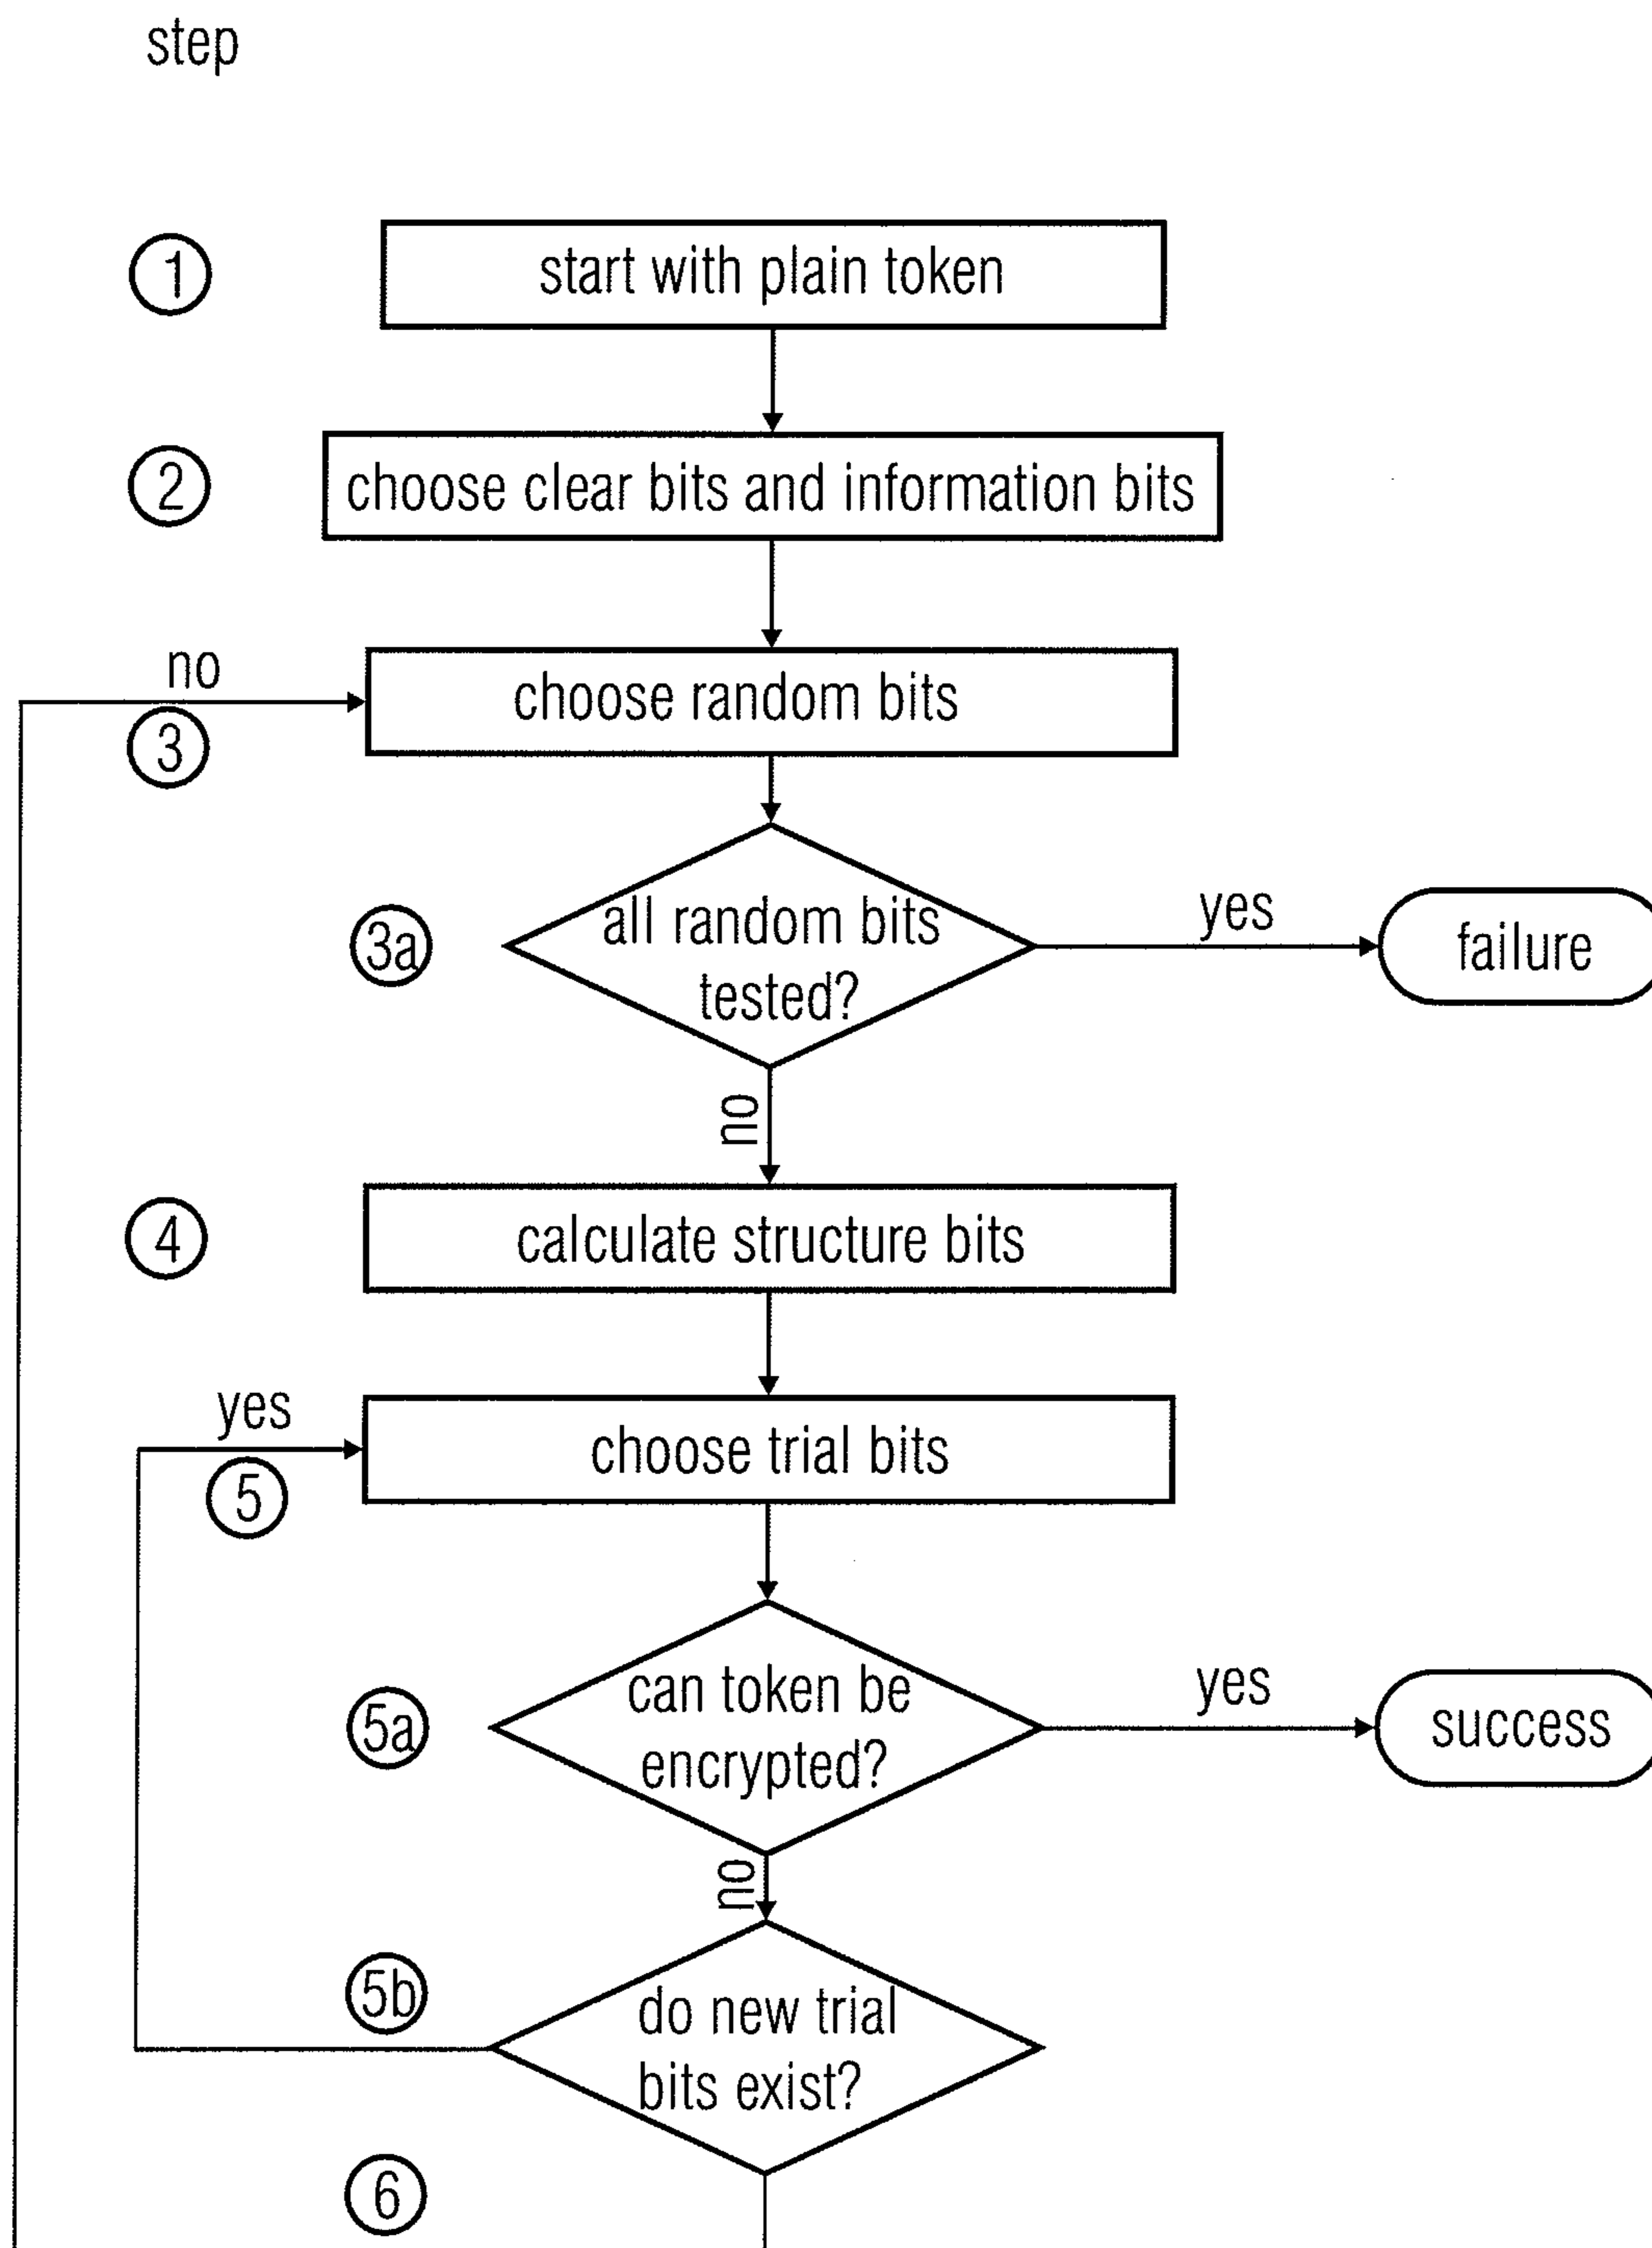 step
1
start with plain token
2
choose clear bits and information bits
no
3
choose random bits
3a
all random bits
tested?
yes
failure
no
4
calculate structure bits
yes
5
choose trial bits
5a
can token be
encrypted?
yes
success
no
5b
do new trial
bits exist?
6